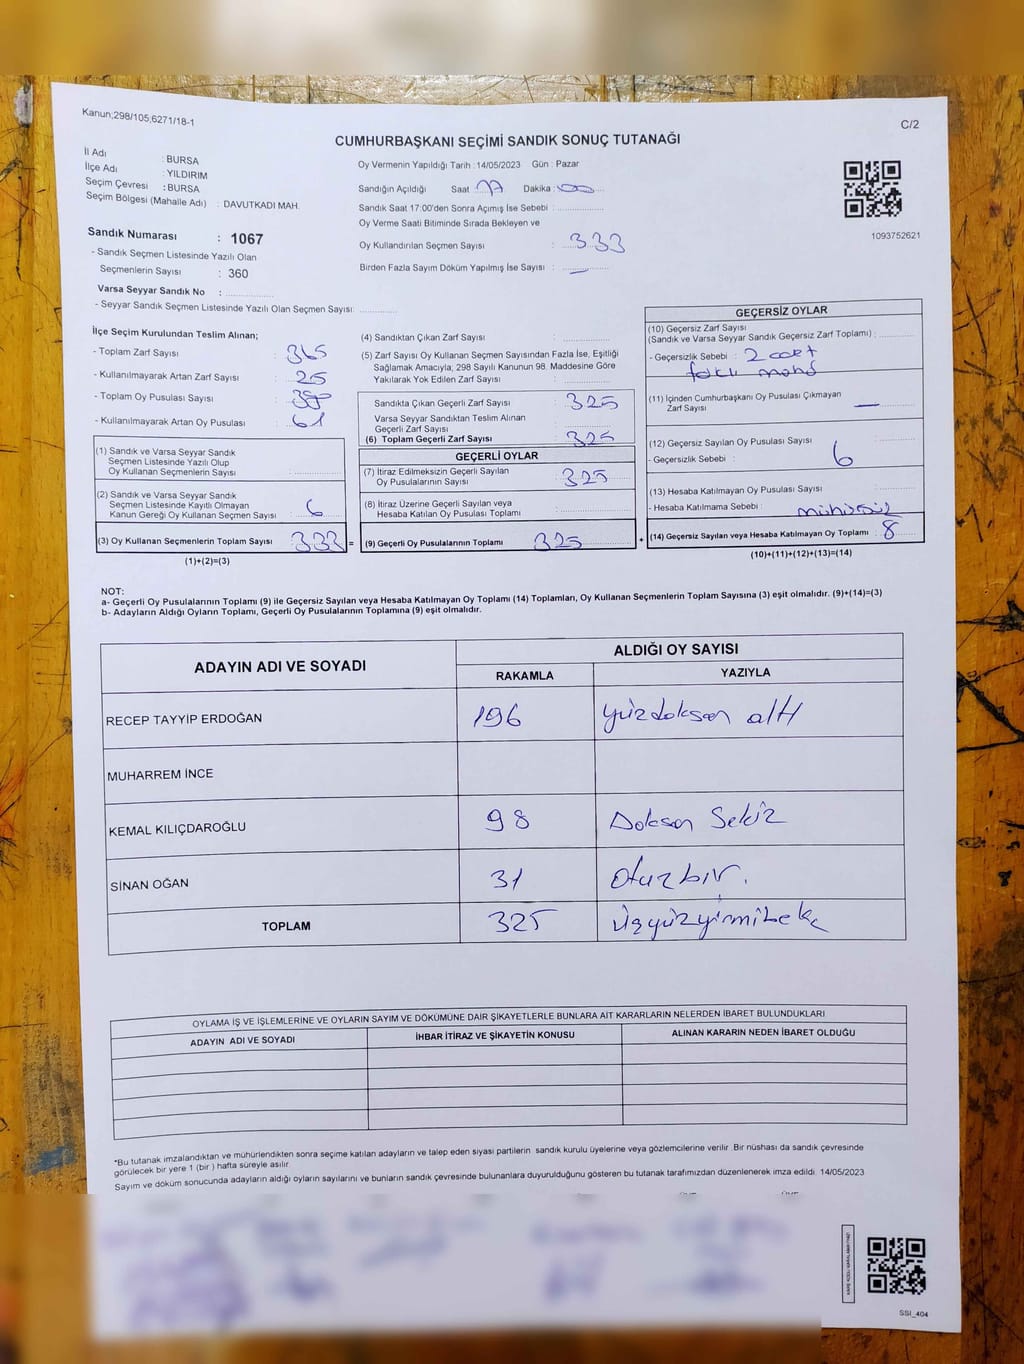 Kanun;298/105;6271/18-1
C/2
CUMHURBAŞKANI SEÇİMİ SANDIK SONUÇ TUTANAĞI
İl Adı : BURSA
İlçe Adı : YILDIRIM
Seçim Çevresi : BURSA
Seçim Bölgesi (Mahalle Adı) : DAVUTKADI MAH.
Oy Vermenin Yapıldığı Tarih : 14/05/2023 Gün : Pazar
Sandığın Açıldığı Saat 17 Dakika : 00
Sandık Saat 17:00'den Sonra Açımış İse Sebebi :
Oy Verme Saati Bitiminde Sırada Bekleyen ve
Oy Kullandırılan Seçmen Sayısı : 333
Birden Fazla Sayım Döküm Yapılmış İse Sayısı : —
1093752621
Sandık Numarası : 1067
- Sandık Seçmen Listesinde Yazılı Olan
Seçmenlerin Sayısı : 360
Varsa Seyyar Sandık No :
- Seyyar Sandık Seçmen Listesinde Yazılı Olan Seçmen Sayısı:
İlçe Seçim Kurulundan Teslim Alınan;
- Toplam Zarf Sayısı : 365
- Kullanılmayarak Artan Zarf Sayısı : 25
- Toplam Oy Pusulası Sayısı :
- Kullanılmayarak Artan Oy Pusulası : 61
(1) Sandık ve Varsa Seyyar Sandık
Seçmen Listesinde Yazılı Olup
Oy Kullanan Seçmenlerin Sayısı :
(2) Sandık ve Varsa Seyyar Sandık
Seçmen Listesinde Kayıtlı Olmayan
Kanun Gereği Oy Kullanan Seçmen Sayısı : 6
(3) Oy Kullanan Seçmenlerin Toplam Sayısı : 333 =
(1)+(2)=(3)
(4) Sandıktan Çıkan Zarf Sayısı :
(5) Zarf Sayısı Oy Kullanan Seçmen Sayısından Fazla İse, Eşitliği
Sağlamak Amacıyla, 298 Sayılı Kanunun 98. Maddesine Göre
Yakılarak Yok Edilen Zarf Sayısı :
Sandıkta Çıkan Geçerli Zarf Sayısı : 325
Varsa Seyyar Sandıktan Teslim Alınan
Geçerli Zarf Sayısı :
(6) Toplam Geçerli Zarf Sayısı : 325
GEÇERLİ OYLAR
(7) İtiraz Edilmeksizin Geçerli Sayılan
Oy Pusulalarının Sayısı : 325
(8) İtiraz Üzerine Geçerli Sayılan veya
Hesaba Katılan Oy Pusulası Toplamı :
(9) Geçerli Oy Pusulalarının Toplamı : 325 +
GEÇERSİZ OYLAR
(10) Geçersiz Zarf Sayısı
(Sandık ve Varsa Seyyar Sandık Geçersiz Zarf Toplamı) :
- Geçersizlik Sebebi : 2 adet
farklı
(11) İçinden Cumhurbaşkanı Oy Pusulası Çıkmayan
Zarf Sayısı : —
(12) Geçersiz Sayılan Oy Pusulası Sayısı :
- Geçersizlik Sebebi : 6
(13) Hesaba Katılmayan Oy Pusulası Sayısı :
- Hesaba Katılmama Sebebi : mühürsüz
(14) Geçersiz Sayılan veya Hesaba Katılmayan Oy Toplamı : 8
(10)+(11)+(12)+(13)=(14)
NOT:
a- Geçerli Oy Pusulalarının Toplamı (9) ile Geçersiz Sayılan veya Hesaba Katılmayan Oy Toplamı (14) Toplamları, Oy Kullanan Seçmenlerin Toplam Sayısına (3) eşit olmalıdır. (9)+(14)=(3)
b- Adayların Aldığı Oyların Toplamı, Geçerli Oy Pusulalarının Toplamına (9) eşit olmalıdır.
ADAYIN ADI VE SOYADI
ALDIĞI OY SAYISI
RAKAMLA YAZIYLA
RECEP TAYYİP ERDOĞAN 196 yüzdoksan altı
MUHARREM İNCE
KEMAL KILIÇDAROĞLU 98 Doksan Sekiz
SİNAN OĞAN 31 otuzbir.
TOPLAM 325 üçyüzyirmibeş
OYLAMA İŞ VE İŞLEMLERİNE VE OYLARIN SAYIM VE DÖKÜMÜNE DAİR ŞİKAYETLERLE BUNLARA AİT KARARLARIN NELERDEN İBARET BULUNDUKLARI
ADAYIN ADI VE SOYADI İHBAR İTİRAZ VE ŞİKAYETİN KONUSU ALINAN KARARIN NEDEN İBARET OLDUĞU
*Bu tutanak imzalandıktan ve mühürlendikten sonra seçime katılan adayların ve talep eden siyasi partilerin sandık kurulu üyelerine veya gözlemcilerine verilir. Bir nüshası da sandık çevresinde
görülecek bir yere 1 (bir ) hafta süreyle asılır.
Sayım ve döküm sonucunda adayların aldığı oyların sayılarını ve bunların sandık çevresinde bulunanlara duyurulduğunu gösteren bu tutanak tarafımızdan düzenlenerek imza edildi. 14/05/2023
SSI_404